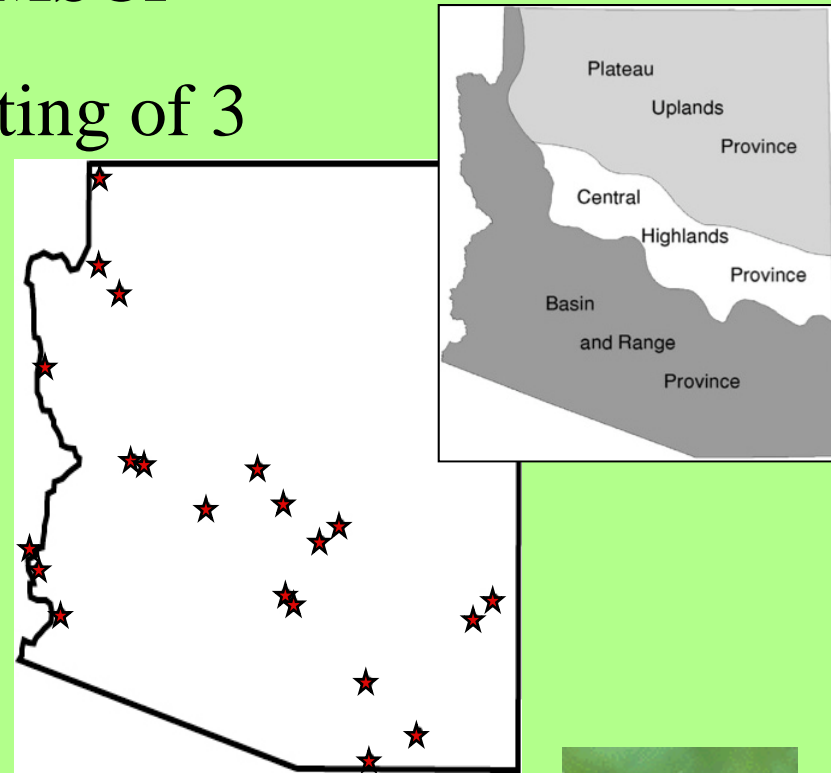 ting of 3
Plateau
Uplands
Province
Central
Highlands
Province
Basin
and Range
Province